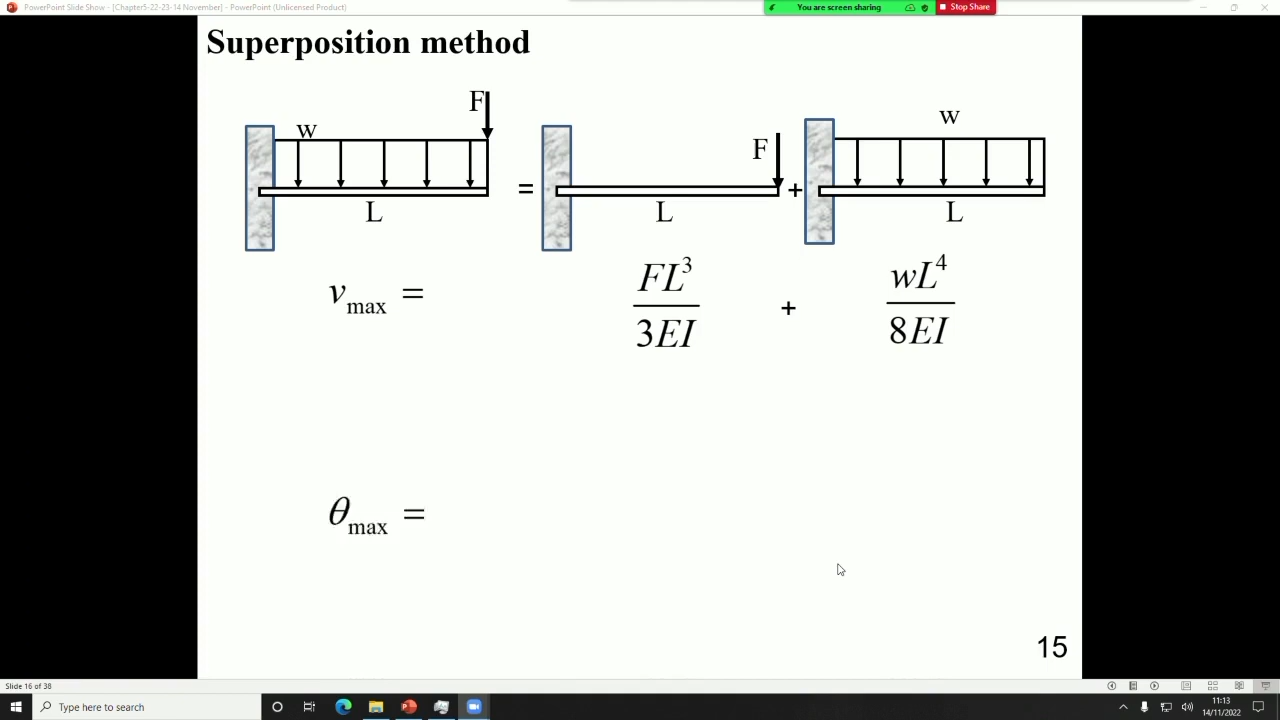 PowerPoint Slide Show - [Chapter5-22-23-14 November] - PowerPoint (Unlicensed Product)
You are screen sharing
Stop Share
Superposition method
F
w
L
=
F
L
+
w
L
v_max = FL^3/3EI + wL^4/8EI
θ_max =
15
Slide 16 of 38
Type here to search
11:13
14/11/2022